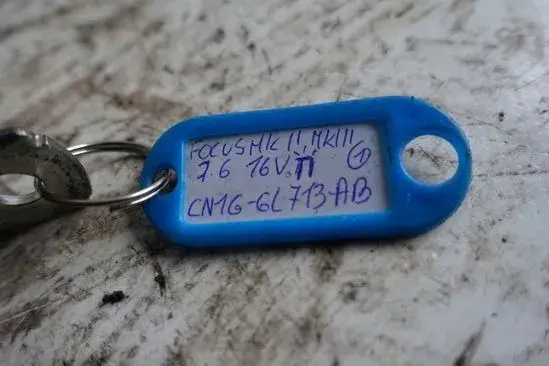 FOCUS MK II, MKIII
1.6 16V. П ①
CN1G-6L713-AB